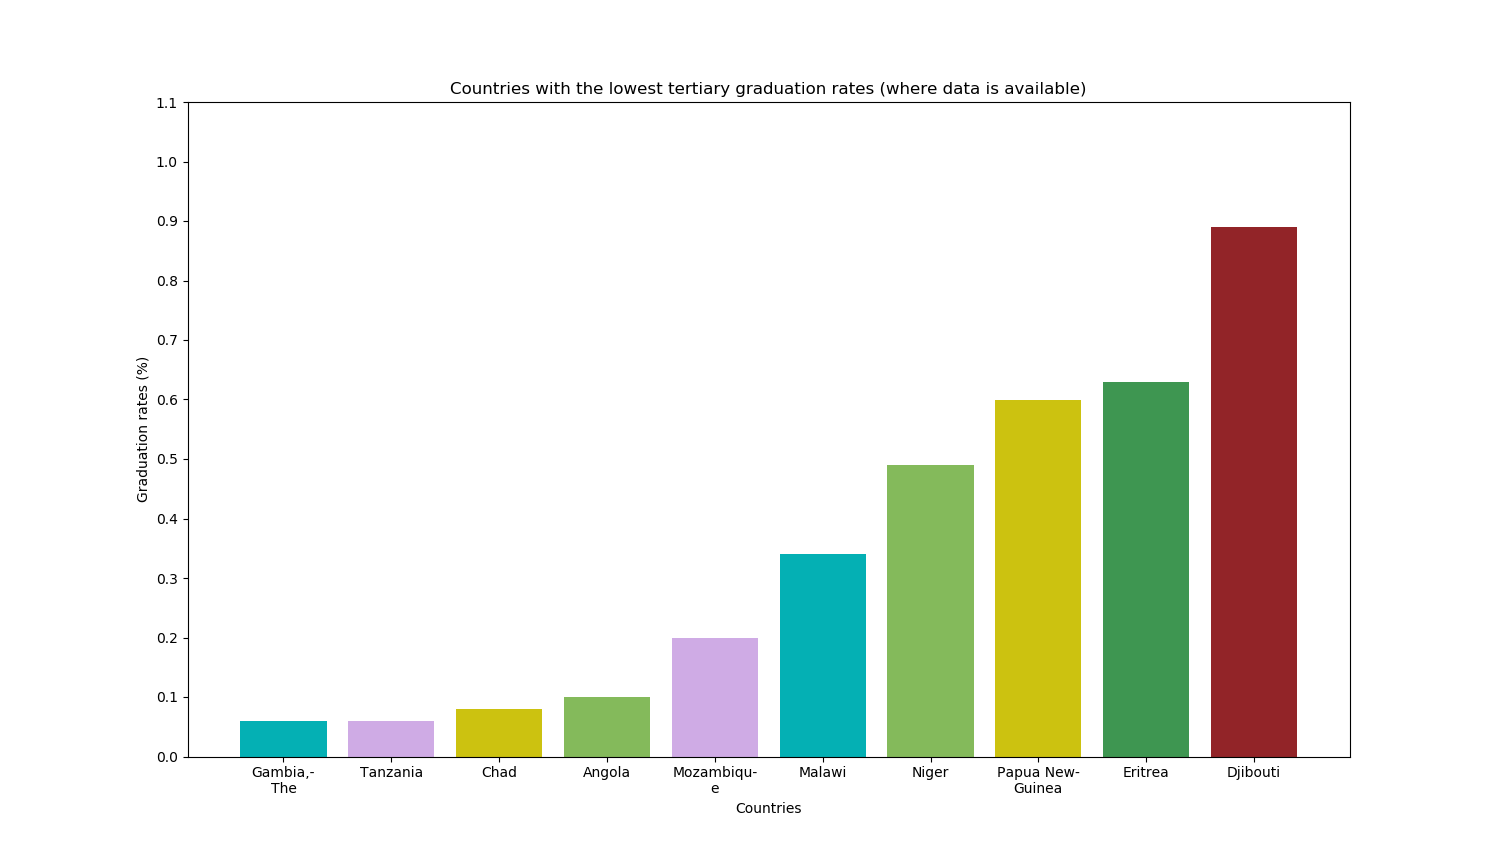 Countries with the lowest tertiary graduation rates (where data is available)
1.1
1.0
0.9
0.8
0.7
0.6
0.5
0.4
0.3
0.2
0.1
0.0
Graduation rates (%)
Gambia,-
The
Tanzania
Chad
Angola
Mozambiqu-
e
Malawi
Niger
Papua New-
Guinea
Eritrea
Djibouti
Countries